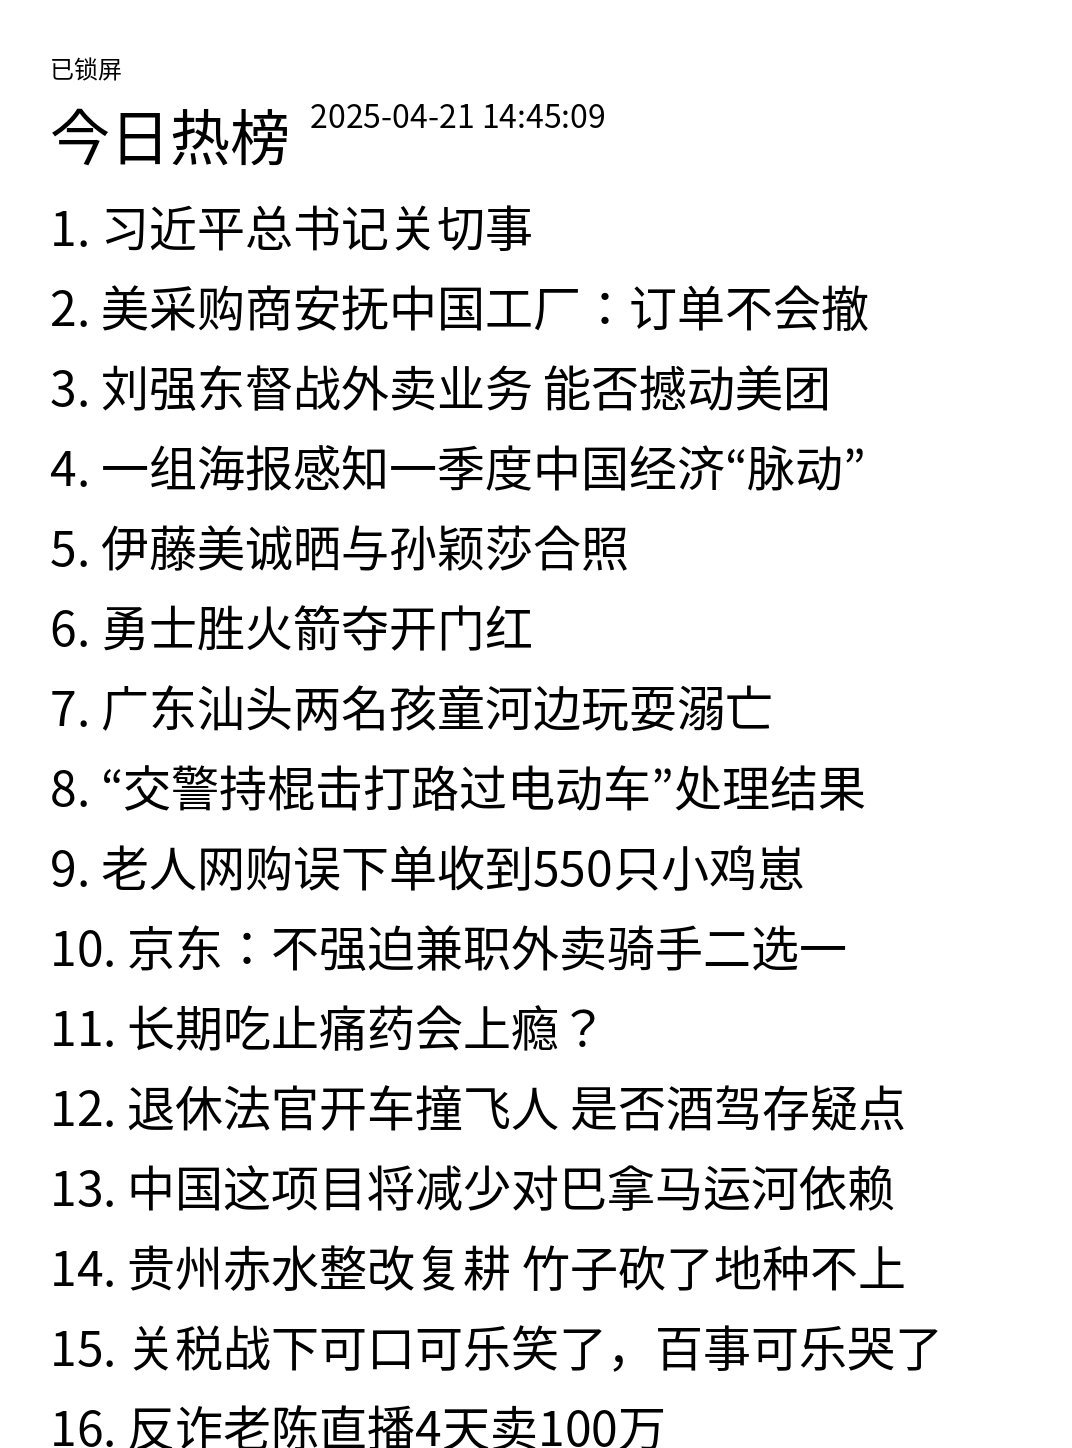 已锁屏
今日热榜 2025-04-21 14:45:09
1. 习近平总书记关切事
2. 美采购商安抚中国工厂：订单不会撤
3. 刘强东督战外卖业务 能否撼动美团
4. 一组海报感知一季度中国经济“脉动”
5. 伊藤美诚晒与孙颖莎合照
6. 勇士胜火箭夺开门红
7. 广东汕头两名孩童河边玩耍溺亡
8. “交警持棍击打路过电动车”处理结果
9. 老人网购误下单收到550只小鸡崽
10. 京东：不强迫兼职外卖骑手二选一
11. 长期吃止痛药会上瘾？
12. 退休法官开车撞飞人 是否酒驾存疑点
13. 中国这项目将减少对巴拿马运河依赖
14. 贵州赤水整改复耕 竹子砍了地种不上
15. 关税战下可口可乐笑了，百事可乐哭了
16. 反诈老陈直播4天卖100万